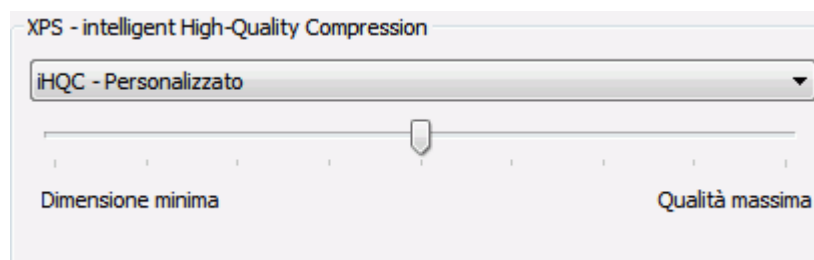 XPS - intelligent High-Quality Compression
iHQC - Personalizzato
Dimensione minima
Qualità massima